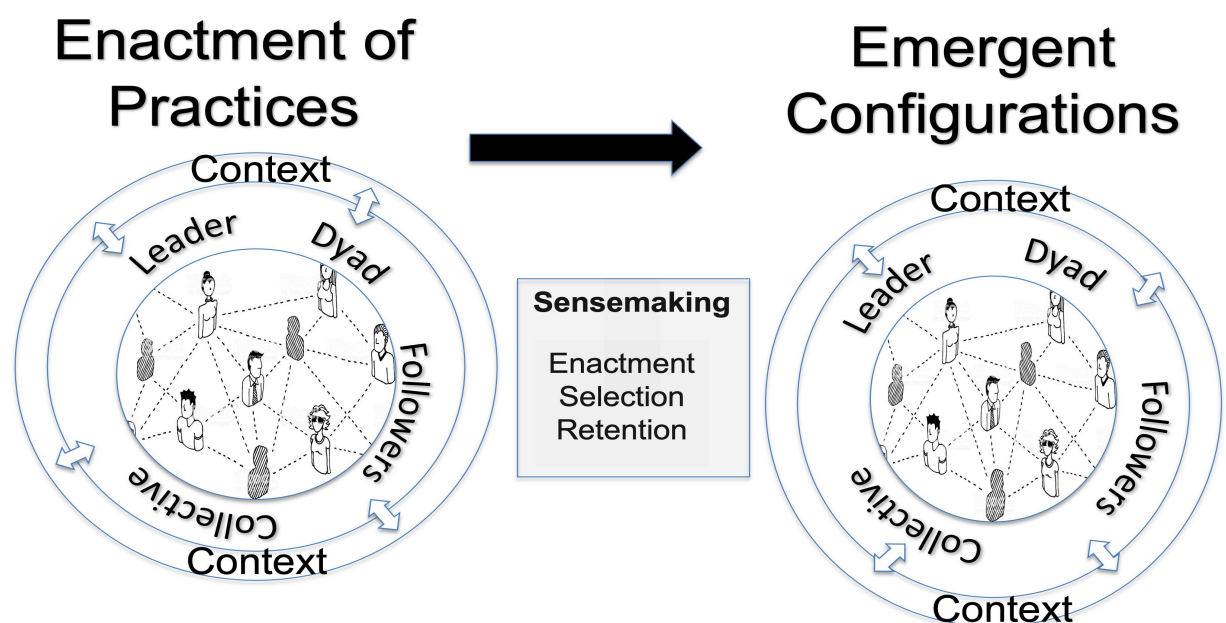 Enactment of
Practices
Context
Leader
Dyad
Followers
Collective
Context
Sensemaking
Enactment
Selection
Retention
Emergent
Configurations
Context
Leader
Dyad
Followers
Collective
Context